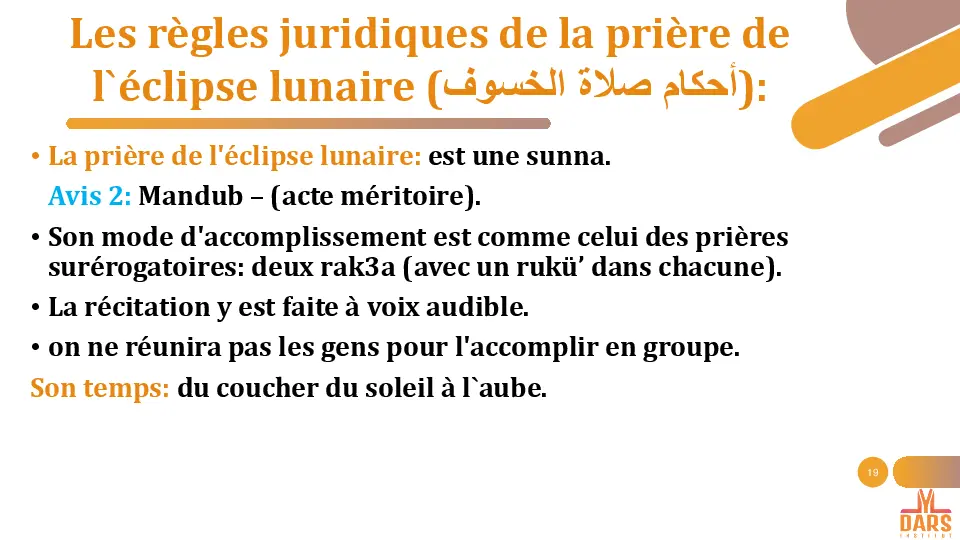 Les règles juridiques de la prière de
l`éclipse lunaire (أحكام صلاة الخسوف):
• La prière de l'éclipse lunaire: est une sunna.
Avis 2: Mandub – (acte méritoire).
• Son mode d'accomplissement est comme celui des prières
surérogatoires: deux rak3a (avec un rukü’ dans chacune).
• La récitation y est faite à voix audible.
• on ne réunira pas les gens pour l'accomplir en groupe.
Son temps: du coucher du soleil à l`aube.
19
DARS
INSTITUT